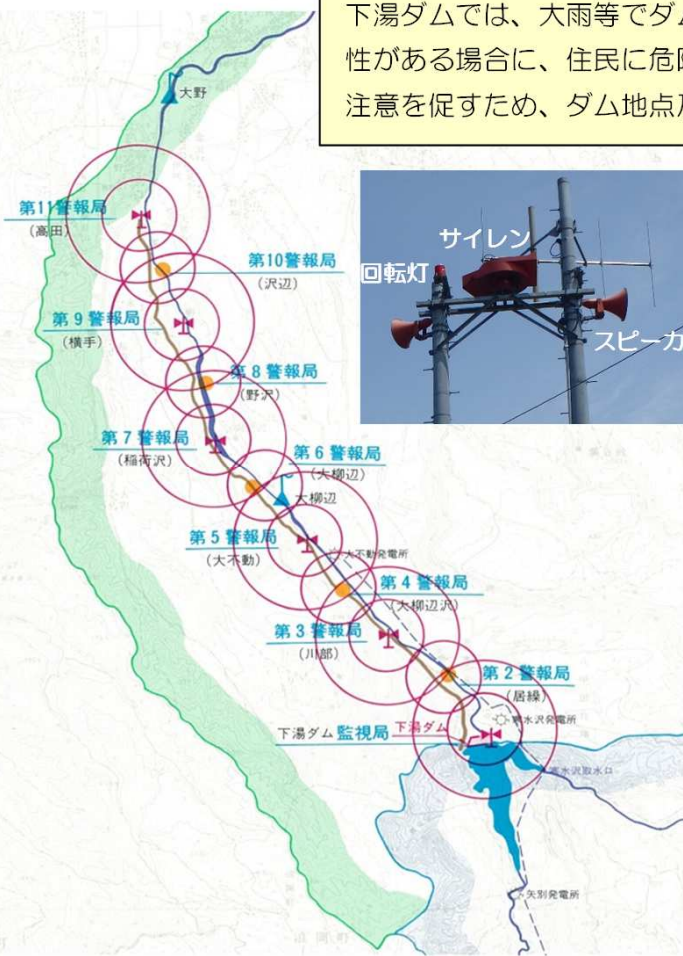 下湯ダムでは、大雨等でダム
性がある場合に、住民に危険
注意を促すため、ダム地点及
大野
第11警報局
(高田)
サイレン
回転灯
スピーカ
第10警報局
(沢辺)
第9警報局
(横手)
第8警報局
(野沢)
第7警報局
(稲荷沢)
第6警報局
(大柳辺)
大柳辺
第5警報局
(大不動)
大不動発電所
第4警報局
(大柳辺沢)
第3警報局
(川部)
第2警報局
(居繰)
寒水沢発電所
下湯ダム監視局 下湯ダム
寒水沢取水口
矢別発電所